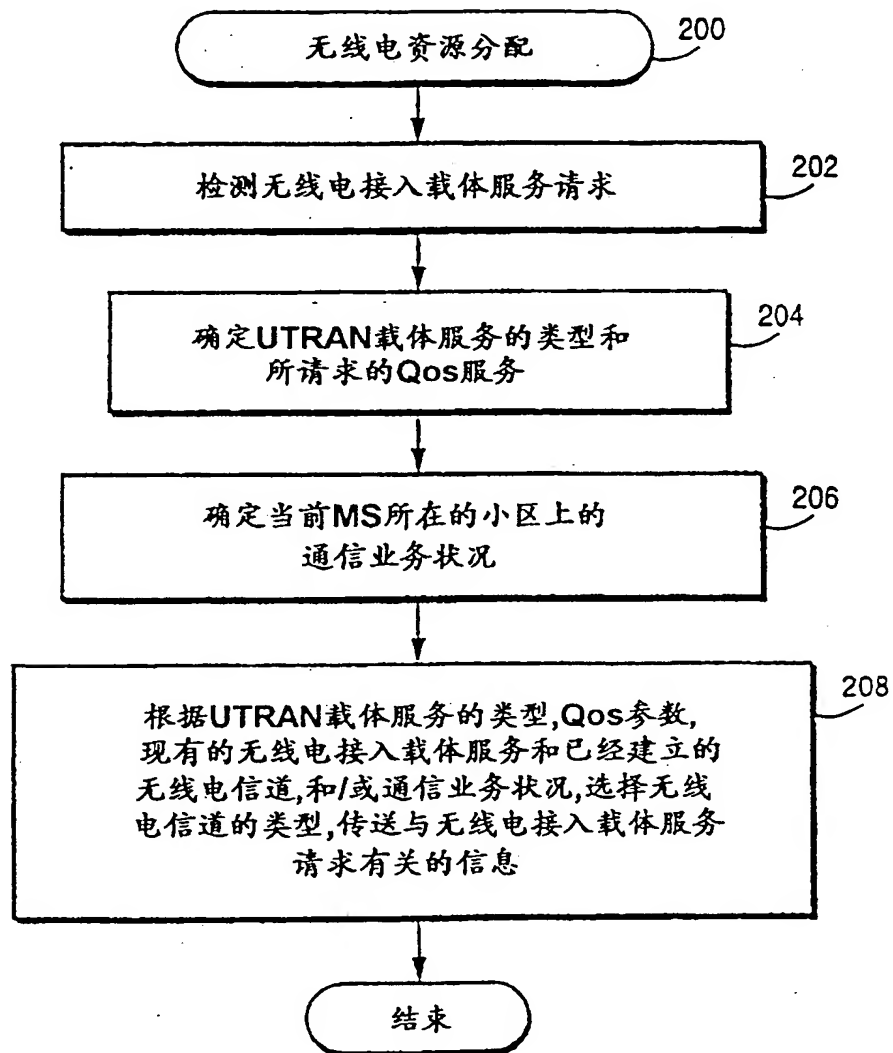 无线电资源分配
200
检测无线电接入载体服务请求
202
确定UTRAN载体服务的类型和
所请求的Qos服务
204
确定当前MS所在的小区上的
通信业务状况
206
根据UTRAN载体服务的类型,Qos参数,
现有的无线电接入载体服务和已经建立的
无线电信道,和/或通信业务状况,选择无线
电信道的类型,传送与无线电接入载体服务
请求有关的信息
208
结束